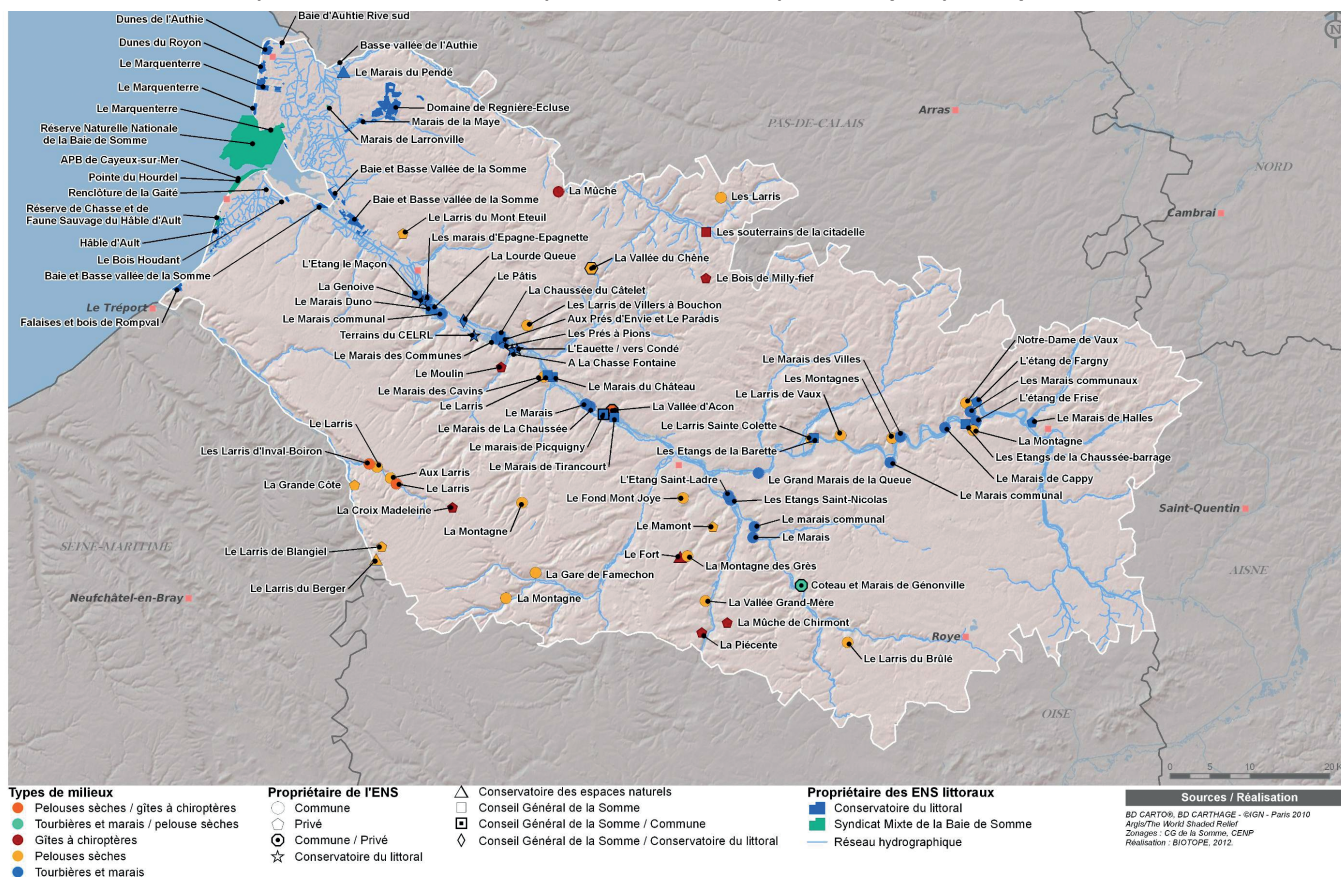 Dunes de l'Authie
Baie d'Authie Rive sud
Dunes du Royon
Basse vallée de l'Authie
Le Marquenterre
Le Marais du Pendé
Le Marquenterre
Domaine de Regnière-Ecluse
Le Marquenterre
Marais de la Maye
Réserve Naturelle Nationale
de la Baie de Somme
Marais de Larronville
APB de Cayeux-sur-Mer
Pointe du Hourdel
Baie et Basse Vallée de la Somme
Renclôture de la Gaité
Réserve de Chasse et de
Faune Sauvage du Hâble d'Ault
Baie et Basse vallée de la Somme
Hâble d'Ault
Le Bois Houdant
Baie et Basse vallée de la Somme
Le Tréport
Falaises et bois de Rompval
PAS-DE-CALAIS
Arras
NORD
Cambrai
La Mûche
Les Larris
Le Larris du Mont Eteuil
Les souterrains de la citadelle
Les marais d'Epagne-Epagnette
La Lourde Queue
La Vallée du Chêne
L'Etang le Maçon
Le Pâtis
Le Bois de Milly-fief
La Genoive
La Chaussée du Câtelet
Le Marais Duno
Les Larris de Villers à Bouchon
Le Marais communal
Aux Prés d'Envie et Le Paradis
Terrains du CELRL
Les Prés à Pions
Le Marais des Communes
L'Eauette / vers Condé
A La Chasse Fontaine
Le Moulin
Le Marais des Cavins
Le Marais du Château
Le Larris
Le Marais
La Vallée d'Acon
Le Marais de La Chaussée
Le marais de Picquigny
Le Marais de Tirancourt
Notre-Dame de Vaux
L'étang de Fargny
Le Marais des Villes
Les Marais communaux
Les Montagnes
L'étang de Frise
Le Larris de Vaux
Le Marais de Halles
Le Larris Sainte Colette
La Montagne
Les Etangs de la Barette
Les Etangs de la Chaussée-barrage
Le Marais de Cappy
Le Grand Marais de la Queue
Le Marais communal
Le Larris
Les Larris d'Inval-Boiron
Aux Larris
La Grande Côte
Le Larris
La Croix Madeleine
La Montagne
L'Etang Saint-Ladre
Le Fond Mont Joye
Les Etangs Saint-Nicolas
Le Mamont
Le marais communal
Le Marais
Saint-Quentin
SEINE-MARITIME
Le Larris de Blangiel
Le Fort
La Montagne des Grès
Le Larris du Berger
La Gare de Famechon
Coteau et Marais de Génonville
AISNE
Neufchâtel-en-Bray
La Montagne
La Vallée Grand-Mère
La Mûche de Chirmont
La Piécente
Roye
Le Larris du Brûlé
OISE
0 5 10 20
N
Types de milieux
Pelouses sèches / gîtes à chiroptères
Tourbières et marais / pelouse sèches
Gîtes à chiroptères
Pelouses sèches
Tourbières et marais
Propriétaire de l'ENS
Commune
Privé
Commune / Privé
Conservatoire du littoral
Conservatoire des espaces naturels
Conseil Général de la Somme
Conseil Général de la Somme / Commune
Conseil Général de la Somme / Conservatoire du littoral
Propriétaire des ENS littoraux
Conservatoire du littoral
Syndicat Mixte de la Baie de Somme
Réseau hydrographique
Sources / Réalisation
BD CARTO®, BD CARTHAGE - ©IGN - Paris 2010
Argis/The World Shaded Relief
Zonages : CG de la Somme, CENP
Réalisation : BIOTOPE, 2012.